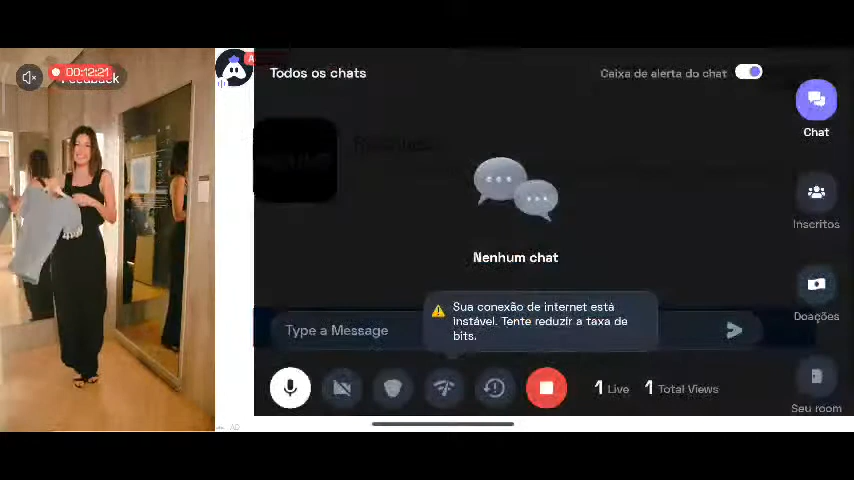 00:12:21
Feedback
Todos os chats
Caixa de alerta do chat
Chat
Nenhum chat
Inscritos
Sua conexão de internet está
instável. Tente reduzir a taxa de
bits.
Doações
Type a Message
1 Live 1 Total Views
Seu room
AD